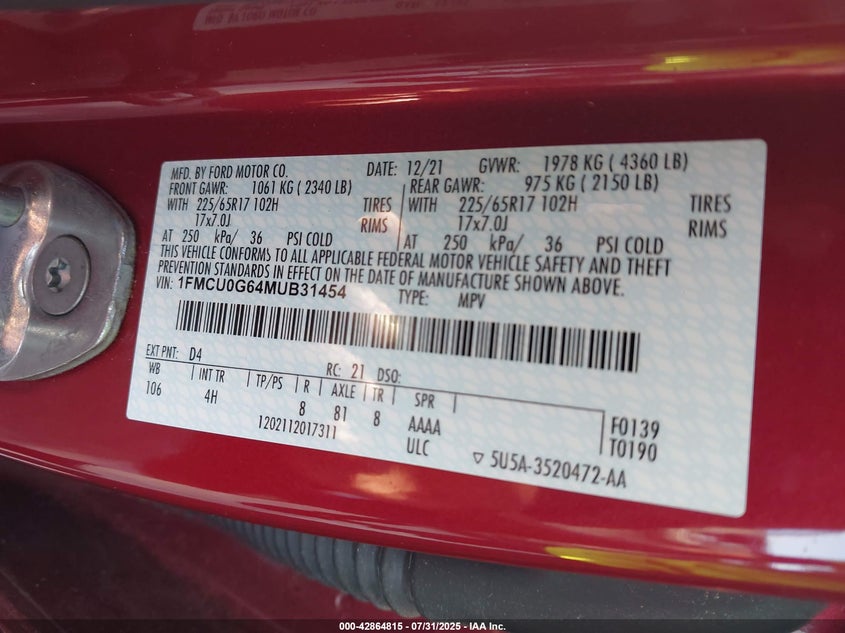 MFD. BY FORD MOTOR CO. DATE: 12/21 GVWR: 1978 KG ( 4360 LB)
FRONT GAWR: 1061 KG ( 2340 LB) REAR GAWR: 975 KG ( 2150 LB)
WITH 225/65R17 102H TIRES WITH 225/65R17 102H TIRES
17x7.0J RIMS 17x7.0J RIMS
AT 250 kPa/ 36 PSI COLD AT 250 kPa/ 36 PSI COLD
THIS VEHICLE CONFORMS TO ALL APPLICABLE FEDERAL MOTOR VEHICLE SAFETY AND THEFT
PREVENTION STANDARDS IN EFFECT ON THE DATE OF MANUFACTURE SHOWN ABOVE.
VIN: 1FMCU0G64MUB31454 TYPE: MPV
EXT PNT: D4 RC: 21 DSO:
WB INT TR TP/PS R AXLE TR SPR
106 4H 8 81 8 AAAA F0139
1202112017311 ULC T0190
▽ 5U5A-3520472-AA
000-42864815 - 07/31/2025 - IAA Inc.